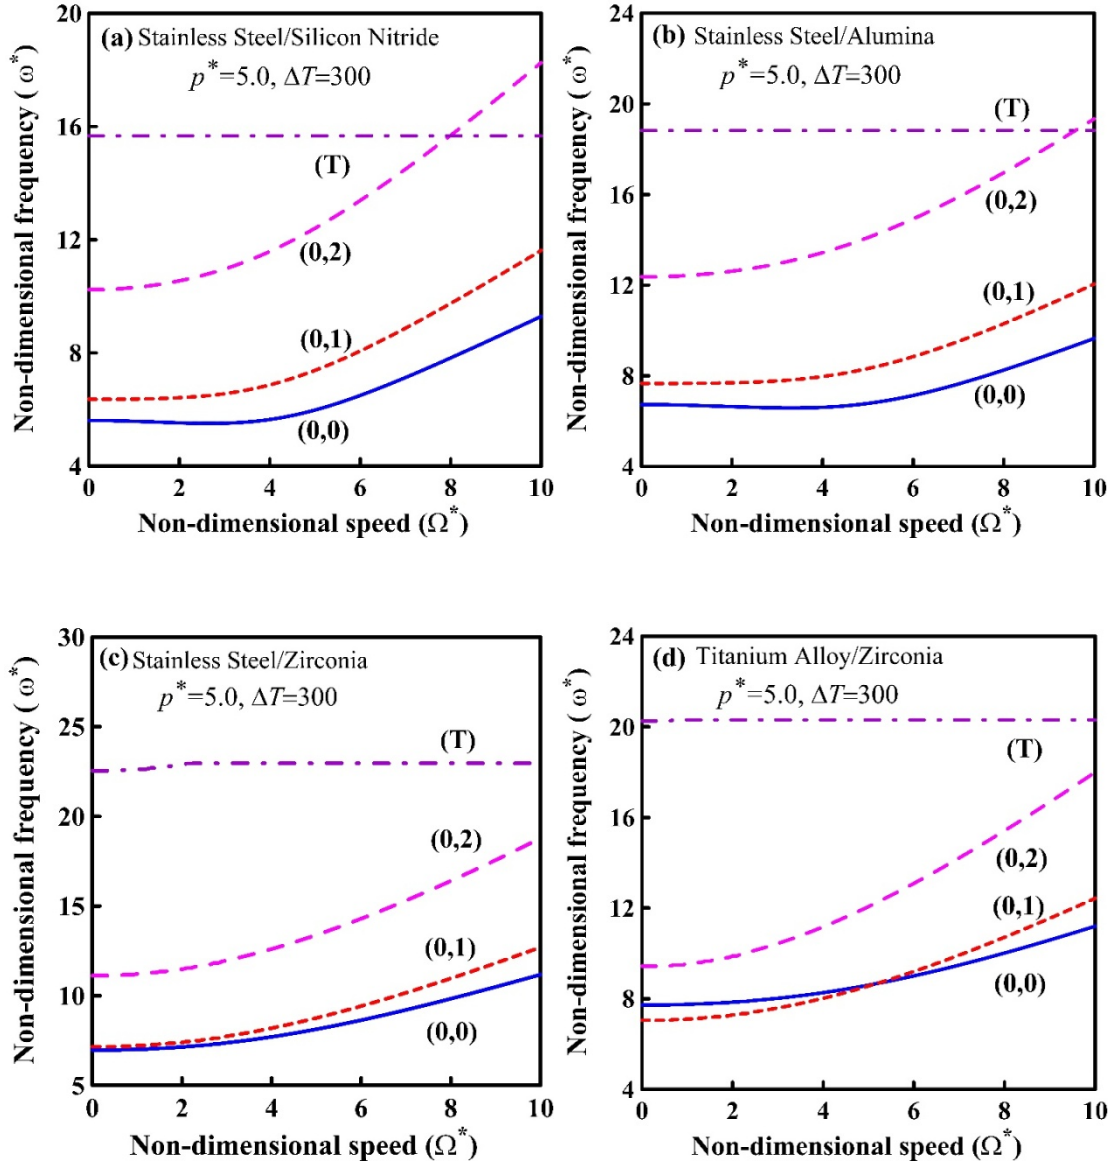 (a) Stainless Steel/Silicon Nitride
p*=5.0, ΔT=300
Non-dimensional frequency ( ω*)
20
16
12
8
4
(T)
(0,2)
(0,1)
(0,0)
0 2 4 6 8 10
Non-dimensional speed (Ω*)
(b) Stainless Steel/Alumina
p*=5.0, ΔT=300
Non-dimensional frequency ( ω*)
24
20
16
12
8
4
(T)
(0,2)
(0,1)
(0,0)
0 2 4 6 8 10
Non-dimensional speed (Ω*)
(c) Stainless Steel/Zirconia
p*=5.0, ΔT=300
Non-dimensional frequency ( ω*)
30
25
20
15
10
5
(T)
(0,2)
(0,1)
(0,0)
0 2 4 6 8 10
Non-dimensional speed (Ω*)
(d) Titanium Alloy/Zirconia
p*=5.0, ΔT=300
Non-dimensional frequency ( ω*)
24
20
16
12
8
4
(T)
(0,2)
(0,1)
(0,0)
0 2 4 6 8 10
Non-dimensional speed (Ω*)